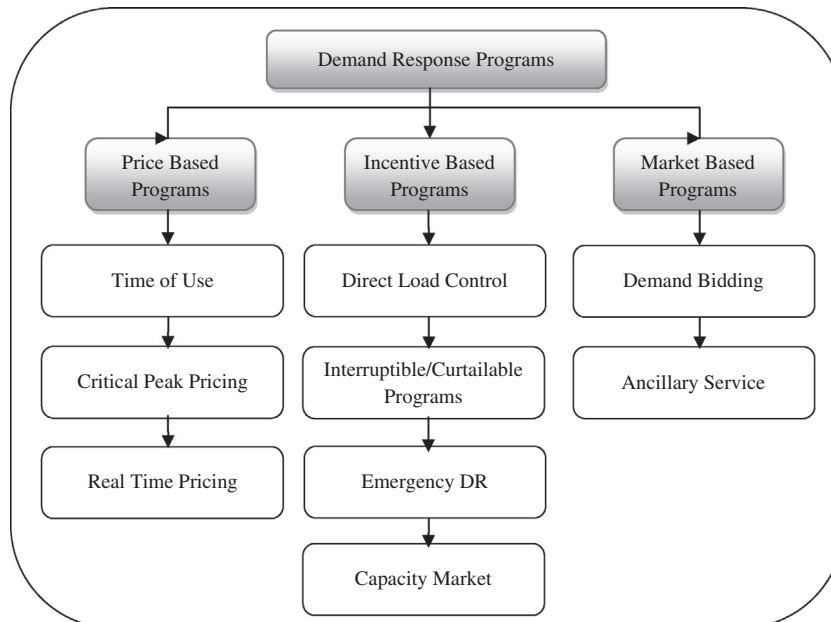 Demand Response Programs
Price Based
Programs
Incentive Based
Programs
Market Based
Programs
Time of Use
Direct Load Control
Demand Bidding
Critical Peak Pricing
Interruptible/Curtailable
Programs
Ancillary Service
Real Time Pricing
Emergency DR
Capacity Market